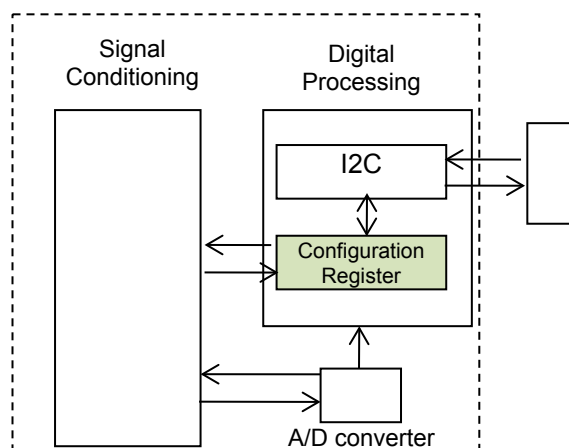 Signal
Conditioning
Digital
Processing
I2C
Configuration
Register
A/D converter